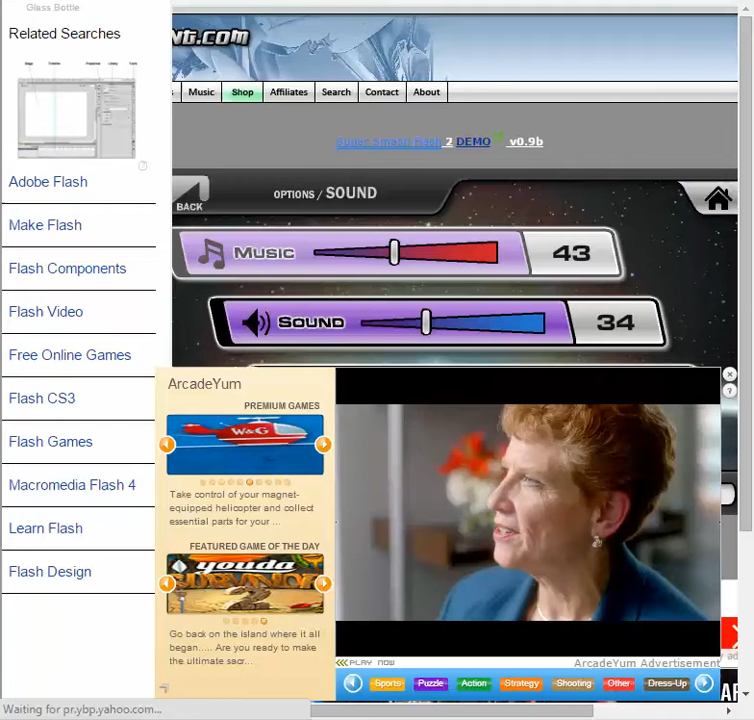 Glass Bottle
Related Searches
Adobe Flash
Make Flash
Flash Components
Flash Video
Free Online Games
Flash CS3
Flash Games
Macromedia Flash 4
Learn Flash
Flash Design
.com
Music Shop Affiliates Search Contact About
Super Smash Flash 2 DEMO v0.9b
BACK
OPTIONS / SOUND
MUSIC 43
SOUND 34
ArcadeYum
PREMIUM GAMES
W&G
Take control of your magnet-
equipped helicopter and collect
essential parts for your ...
FEATURED GAME OF THE DAY
youda
SURVIVOR
Go back on the island where it all
began..... Are you ready to make
the ultimate sacr...
PLAY NOW
ArcadeYum Advertisement
Sports Puzzle Action Strategy Shooting Other Dress-Up
Waiting for pr.ybp.yahoo.com...